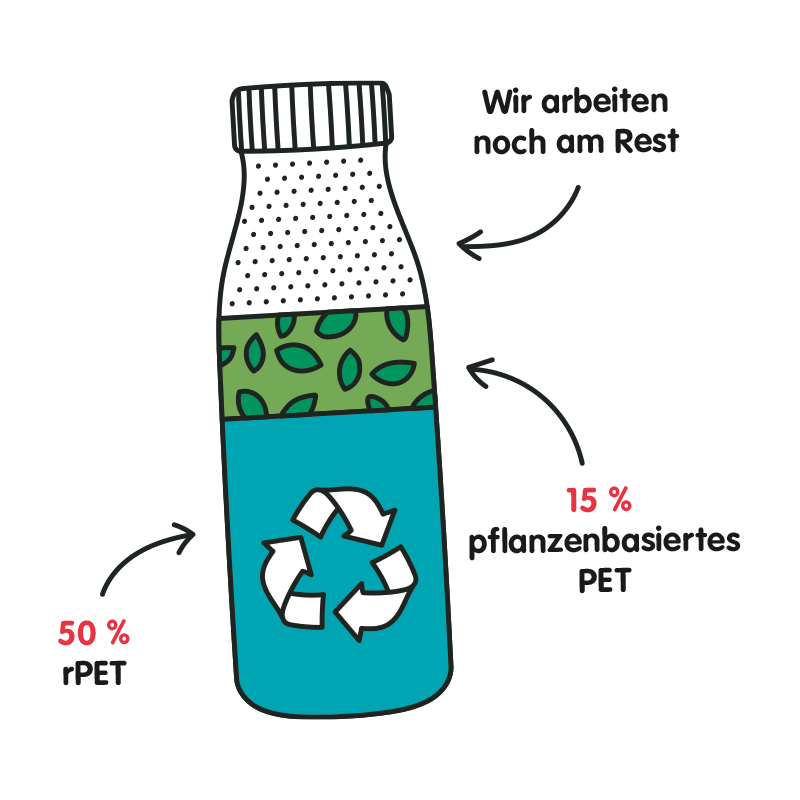 Wir arbeiten
noch am Rest
15 %
pflanzenbasiertes
PET
50 %
rPET